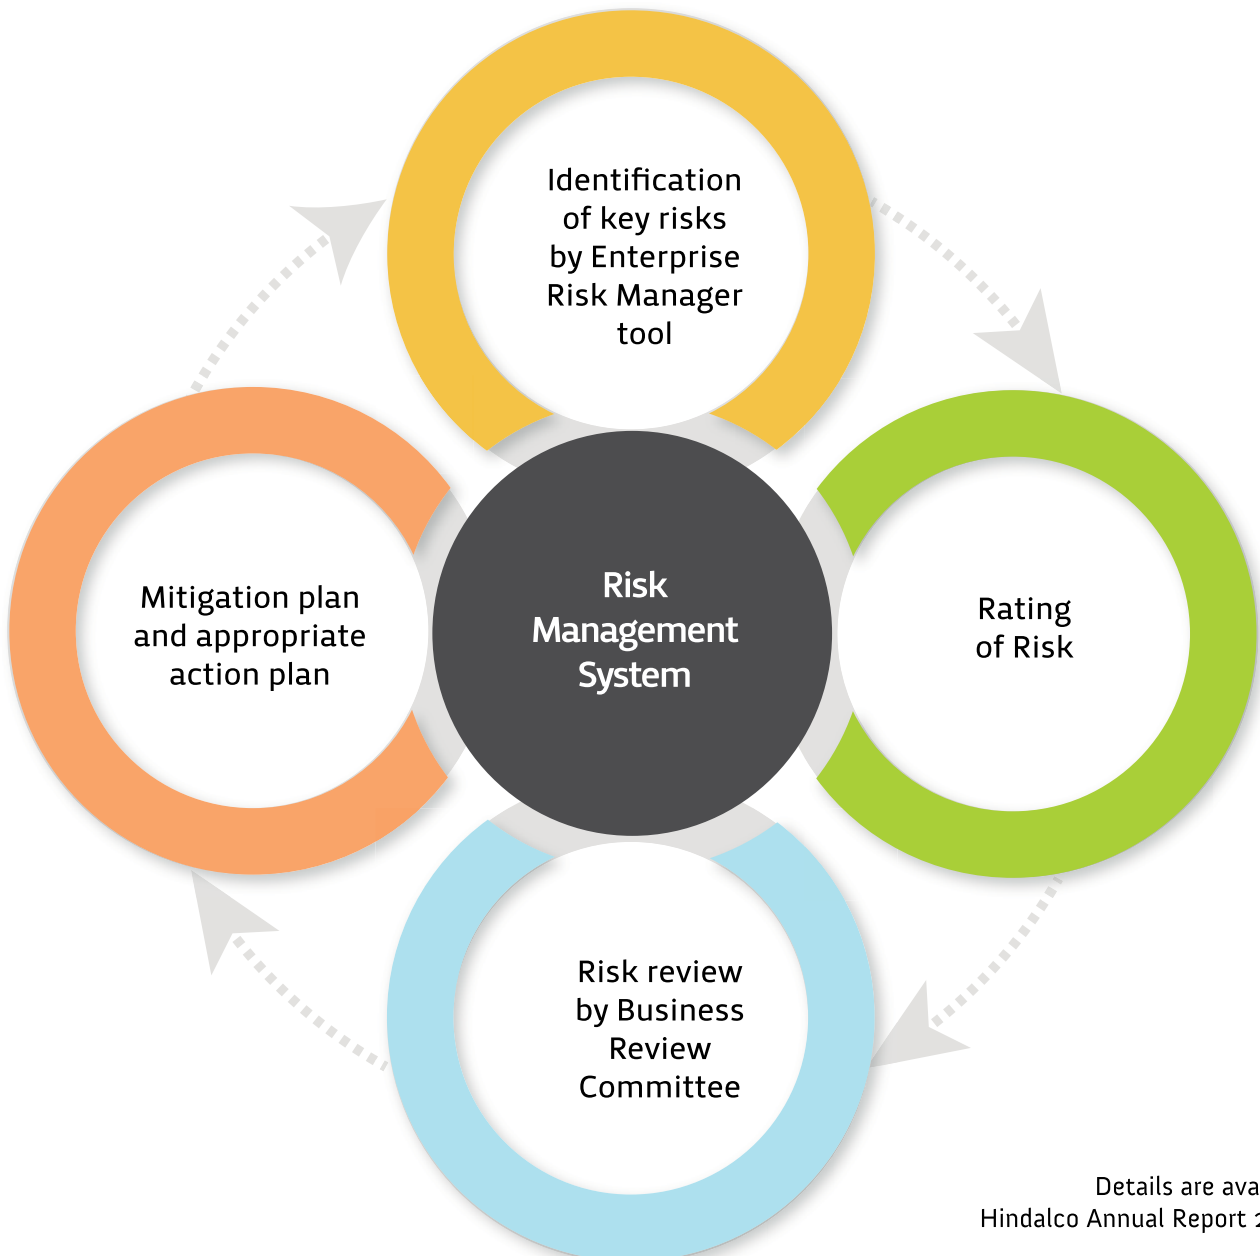 Identification
of key risks
by Enterprise
Risk Manager
tool
Rating
of Risk
Risk
Management
System
Mitigation plan
and appropriate
action plan
Risk review
by Business
Review
Committee
Details are
Hindalco Annual Report